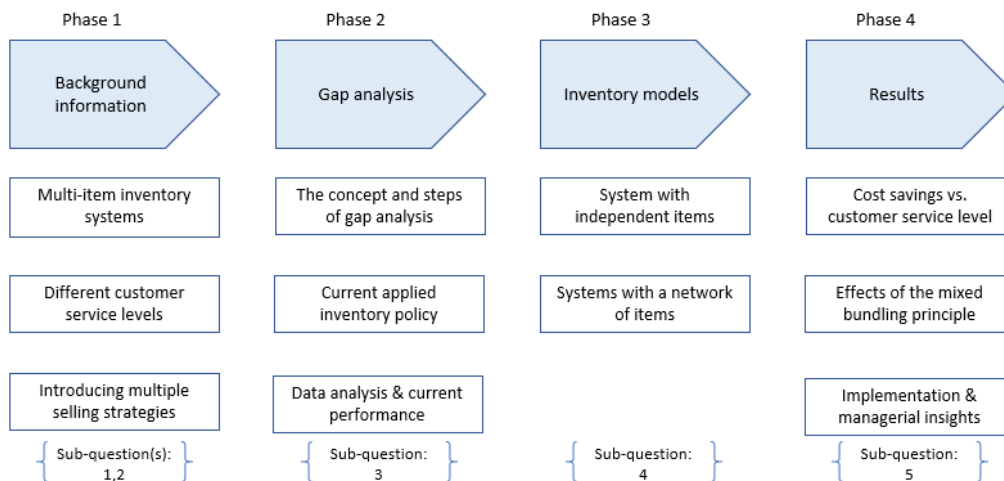 Phase 1
Phase 2
Phase 3
Phase 4
Background
information
Gap analysis
Inventory models
Results
Multi-item inventory
systems
The concept and steps
of gap analysis
System with
independent items
Cost savings vs.
customer service level
Different customer
service levels
Current applied
inventory policy
Systems with a network
of items
Effects of the mixed
bundling principle
Introducing multiple
selling strategies
Data analysis & current
performance
Implementation &
managerial insights
Sub-question(s):
1,2
Sub-question:
3
Sub-question:
4
Sub-question:
5